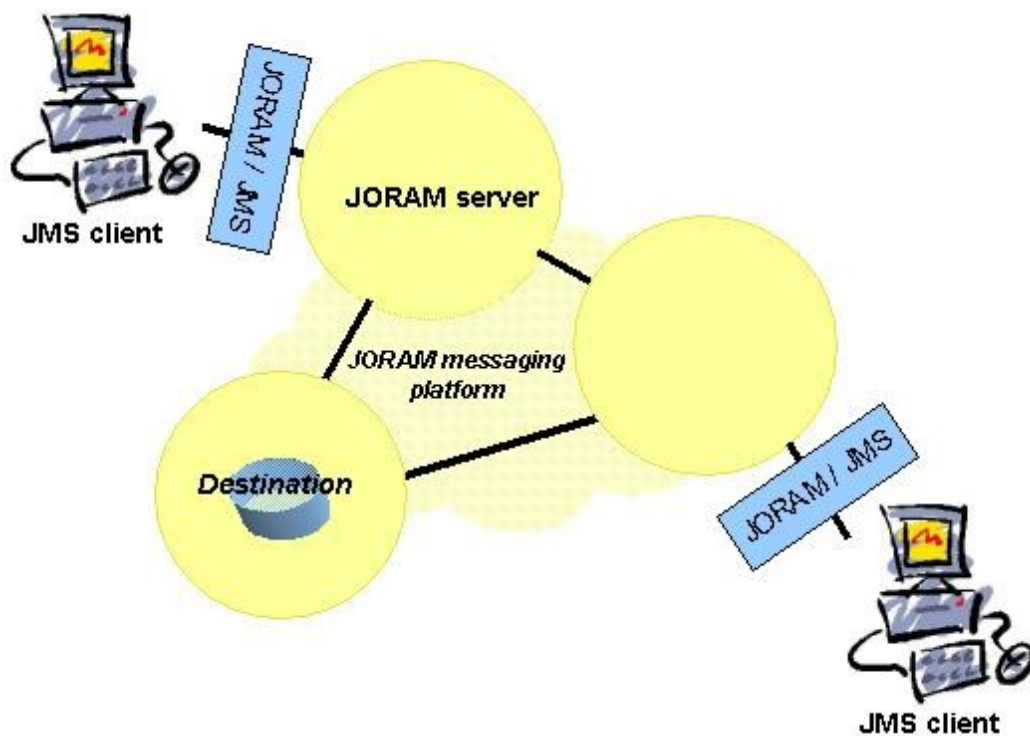 JORAM / JMS
JMS client
JORAM server
JORAM messaging
platform
Destination
JORAM / JMS
JMS client